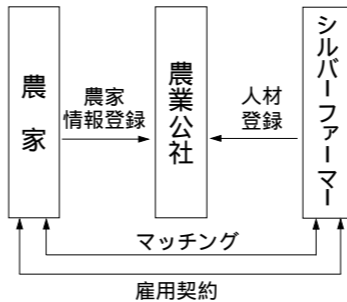 農家
農家
情報登録
農業公社
人材
登録
シルバーファーマー
マッチング
雇用契約